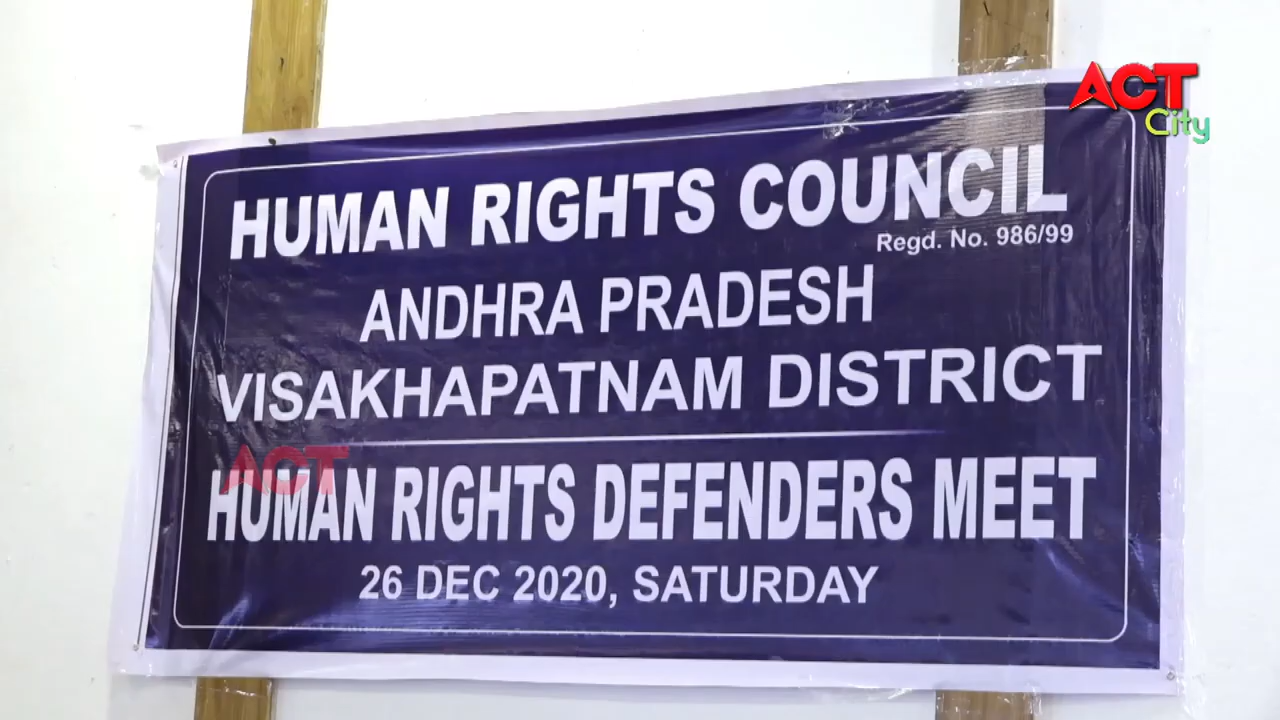 ACT
City
HUMAN RIGHTS COUNCIL
Regd. No. 986/99
ANDHRA PRADESH
VISAKHAPATNAM DISTRICT
ACT
HUMAN RIGHTS DEFENDERS MEET
26 DEC 2020, SATURDAY